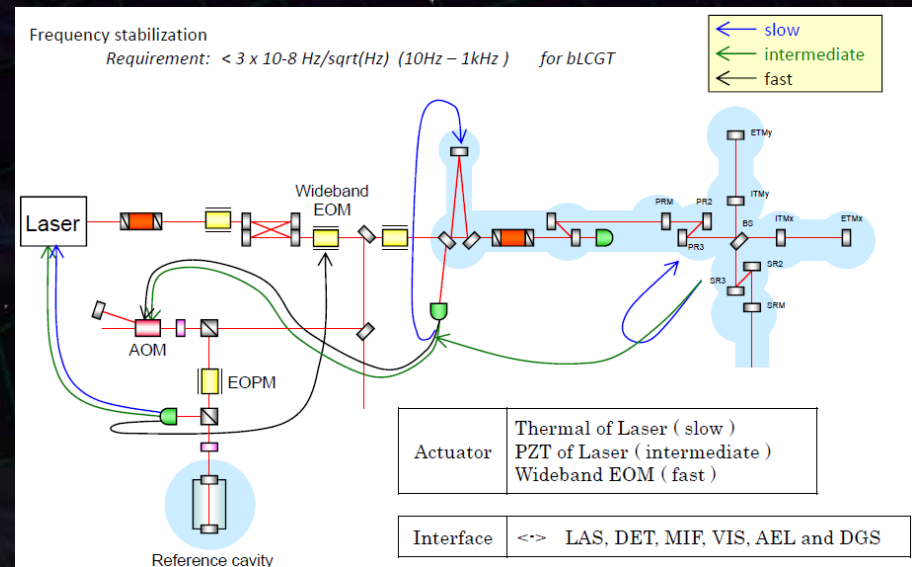 Frequency stabilization
Requirement: < 3 x 10-8 Hz/sqrt(Hz) (10Hz – 1kHz ) for bLCGT
slow
intermediate
fast
ETMy
Wideband
EOM
Laser
ITMy
PRM
PR2
BS
ITMx
ETMx
PR3
SR2
SR3
SRM
AOM
EOPM
Actuator
Thermal of Laser ( slow )
PZT of Laser ( intermediate )
Wideband EOM ( fast )
Interface
<-> LAS, DET, MIF, VIS, AEL and DGS
Reference cavity